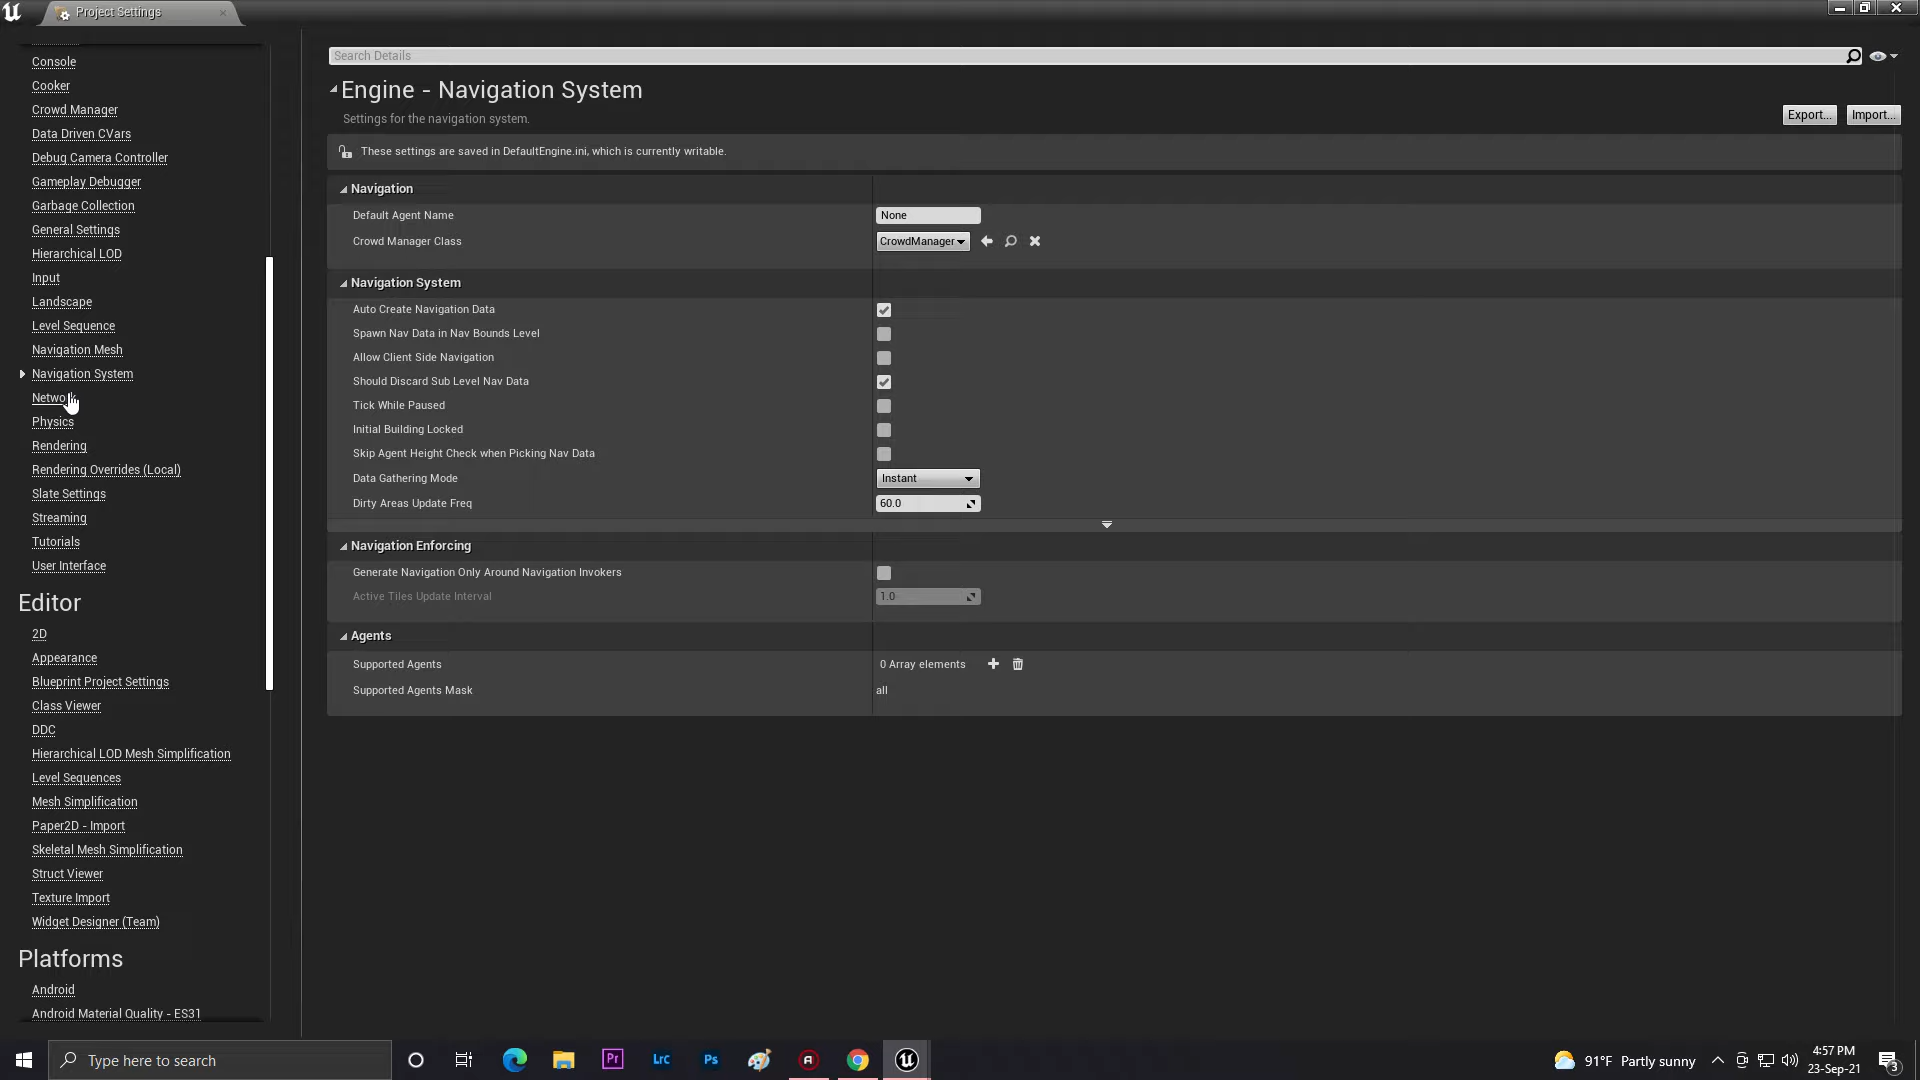 Project Settings
Console
Cooker
Crowd Manager
Data Driven CVars
Debug Camera Controller
Gameplay Debugger
Garbage Collection
General Settings
Hierarchical LOD
Input
Landscape
Level Sequence
Navigation Mesh
Navigation System
Network
Physics
Rendering
Rendering Overrides (Local)
Slate Settings
Streaming
Tutorials
User Interface
Editor
2D
Appearance
Blueprint Project Settings
Class Viewer
DDC
Hierarchical LOD Mesh Simplification
Level Sequences
Mesh Simplification
Paper2D - Import
Skeletal Mesh Simplification
Struct Viewer
Texture Import
Widget Designer (Team)
Platforms
Android
Android Material Quality - ES31
Search Details
Engine - Navigation System
Settings for the navigation system.
Export... Import...
These settings are saved in DefaultEngine.ini, which is currently writable.
Navigation
Default Agent Name None
Crowd Manager Class CrowdManager
Navigation System
Auto Create Navigation Data
Spawn Nav Data in Nav Bounds Level
Allow Client Side Navigation
Should Discard Sub Level Nav Data
Tick While Paused
Initial Building Locked
Skip Agent Height Check when Picking Nav Data
Data Gathering Mode Instant
Dirty Areas Update Freq 60.0
Navigation Enforcing
Generate Navigation Only Around Navigation Invokers
Active Tiles Update Interval 1.0
Agents
Supported Agents 0 Array elements
Supported Agents Mask all
Type here to search
Pr
Lrc
Ps
91°F Partly sunny
4:57 PM
23-Sep-21
3